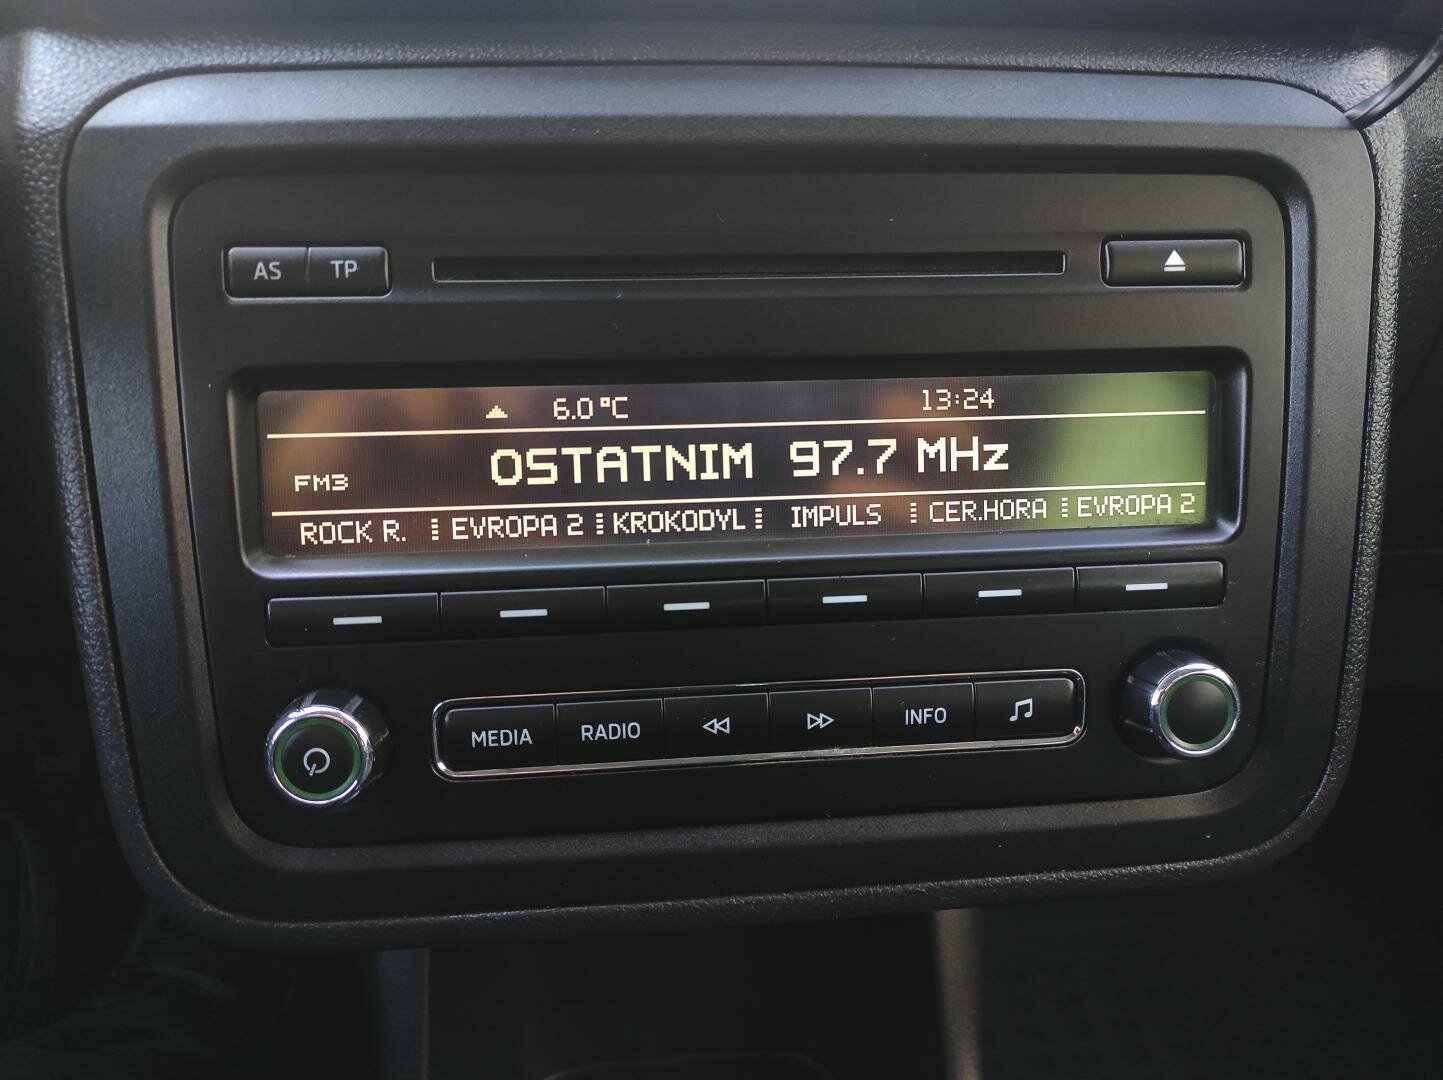 AS TP
6.0°C 13:24
FM3 OSTATNIM 97.7 MHz
ROCK R. EVROPA 2 KROKODYL IMPULS CER.HORA EVROPA 2
MEDIA RADIO INFO